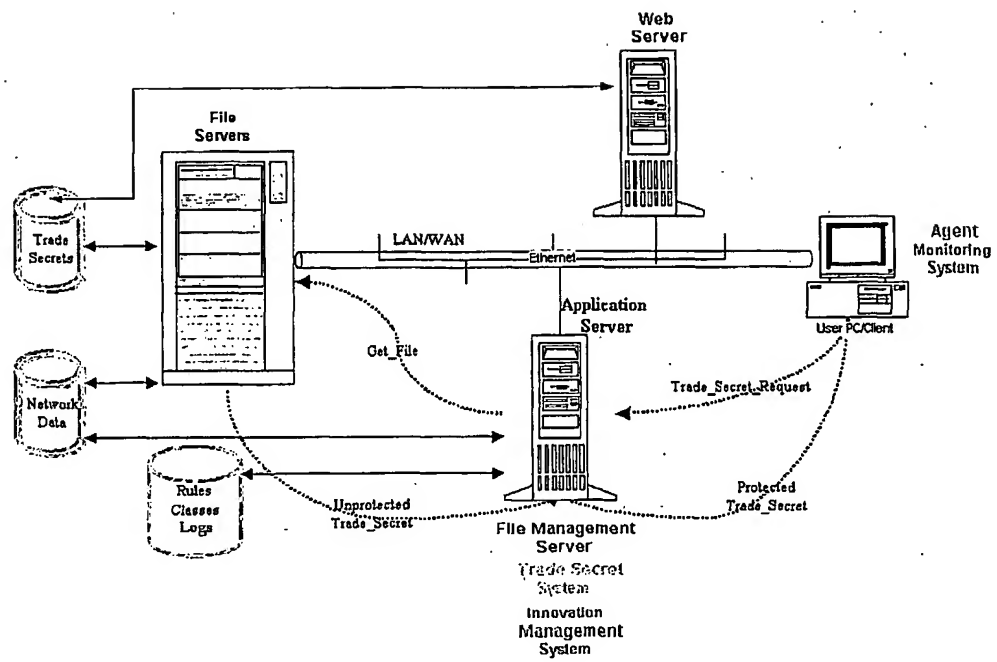 Web
Server
File
Servers
Trade
Secrets
LAN/WAN
Ethernet
Agent
Monitoring
System
User PC/Client
Application
Server
Get_File
Trade_Secret_Request
Network
Data
Rules
Classes
Logs
Unprotected
Trade_Secret
Protected
Trade_Secret
File Management
Server
Trade Secret
System
Innovation
Management
System